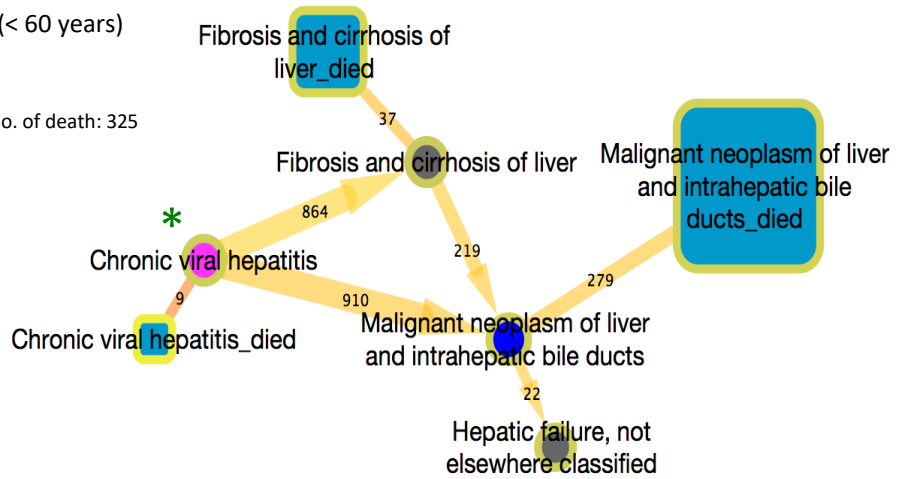 (< 60 years)
Fibrosis and cirrhosis of
liver_died
o. of death: 325
37
Fibrosis and cirrhosis of liver
Malignant neoplasm of liver
and intrahepatic bile
ducts_died
864
*
219
Chronic viral hepatitis
279
9
910
Malignant neoplasm of liver
and intrahepatic bile ducts
Chronic viral hepatitis_died
22
Hepatic failure, not
elsewhere classified